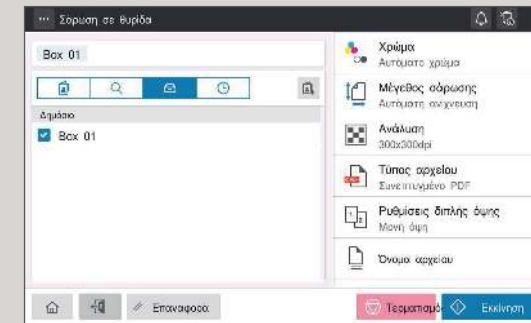 Σάρωση σε θυρίδα
Box 01
Δημόσιο
Box 01
Χρώμα
Αυτόματο χρώμα
Μέγεθος σάρωσης
Αυτόματη ανίχνευση
Ανάλυση
300x300dpi
Τύπος αρχείου
Συνεπτυγμένο PDF
Ρυθμίσεις διπλής όψης
Μονή όψη
Όνομα αρχείου
Επαναφορά
Τερματισμό
Εκκίνηση